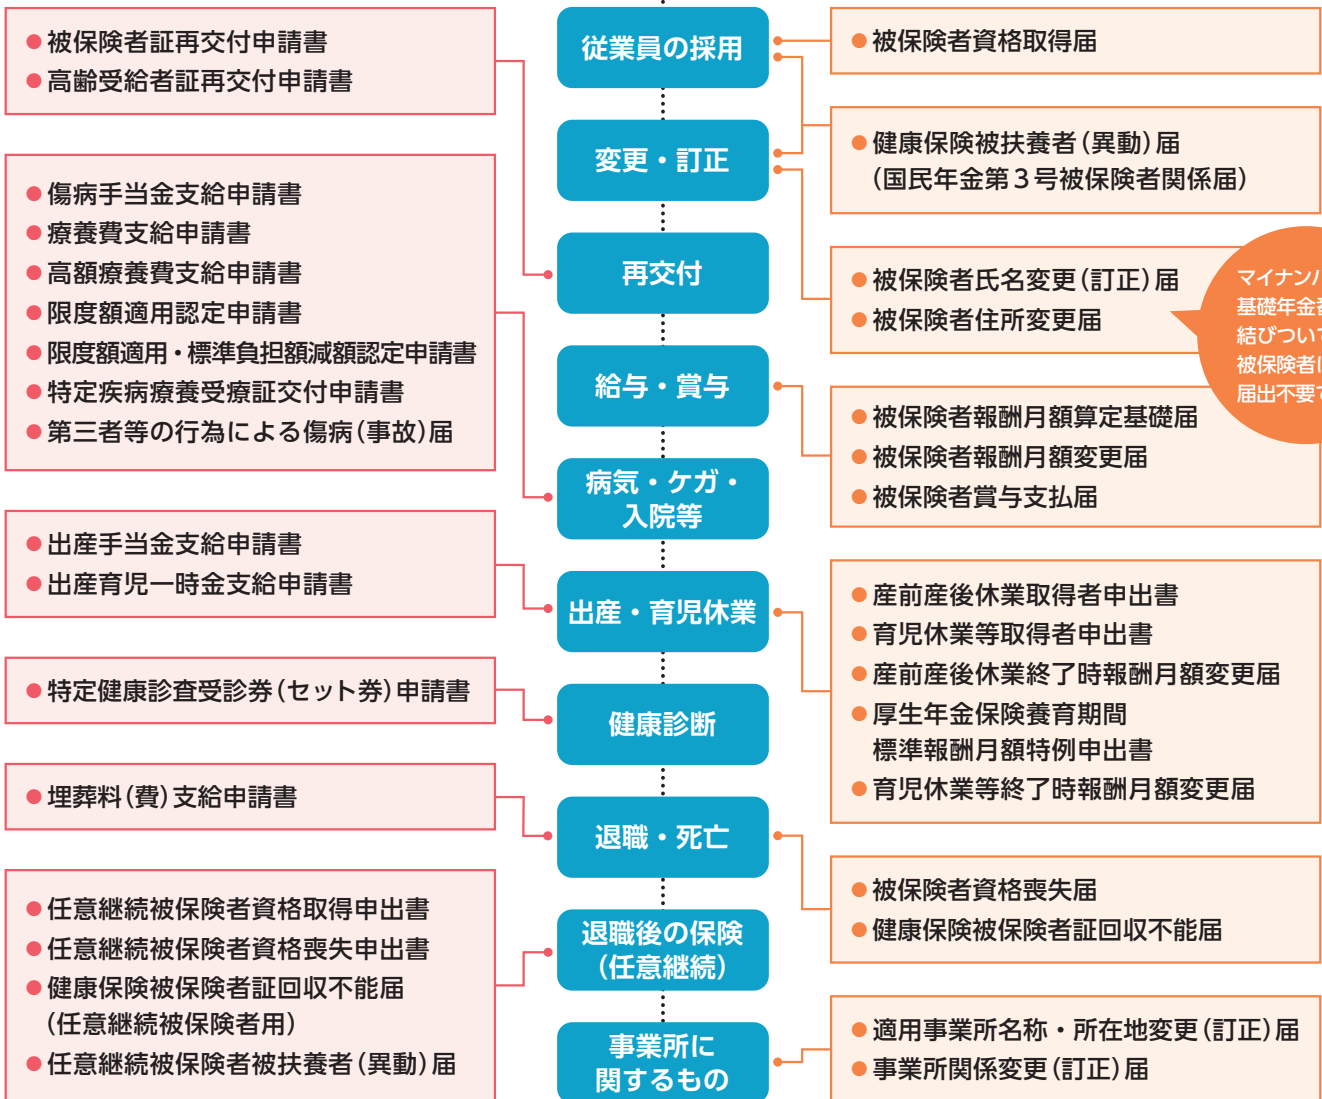 ●被保険者証再交付申請書
●高齢受給者証再交付申請書
●傷病手当金支給申請書
●療養費支給申請書
●高額療養費支給申請書
●限度額適用認定申請書
●限度額適用・標準負担額減額認定申請書
●特定疾病療養受療証交付申請書
●第三者等の行為による傷病(事故)届
●出産手当金支給申請書
●出産育児一時金支給申請書
●特定健康診査受診券(セット券)申請書
●埋葬料(費)支給申請書
●任意継続被保険者資格取得申出書
●任意継続被保険者資格喪失申出書
●健康保険被保険者証回収不能届
(任意継続被保険者用)
●任意継続被保険者被扶養者(異動)届
従業員の採用
変更・訂正
再交付
給与・賞与
病気・ケガ・
入院等
出産・育児休業
健康診断
退職・死亡
退職後の保険
(任意継続)
事業所に
関するもの
●被保険者資格取得届
●健康保険被扶養者(異動)届
(国民年金第3号被保険者関係届)
●被保険者氏名変更(訂正)届
●被保険者住所変更届
マイナンバ
基礎年金
結びついて
被保険者
届出不要
●被保険者報酬月額算定基礎届
●被保険者報酬月額変更届
●被保険者賞与支払届
●産前産後休業取得者申出書
●育児休業等取得者申出書
●産前産後休業終了時報酬月額変更届
●厚生年金保険養育期間
標準報酬月額特例申出書
●育児休業等終了時報酬月額変更届
●被保険者資格喪失届
●健康保険被保険者証回収不能届
●適用事業所名称・所在地変更(訂正)届
●事業所関係変更(訂正)届